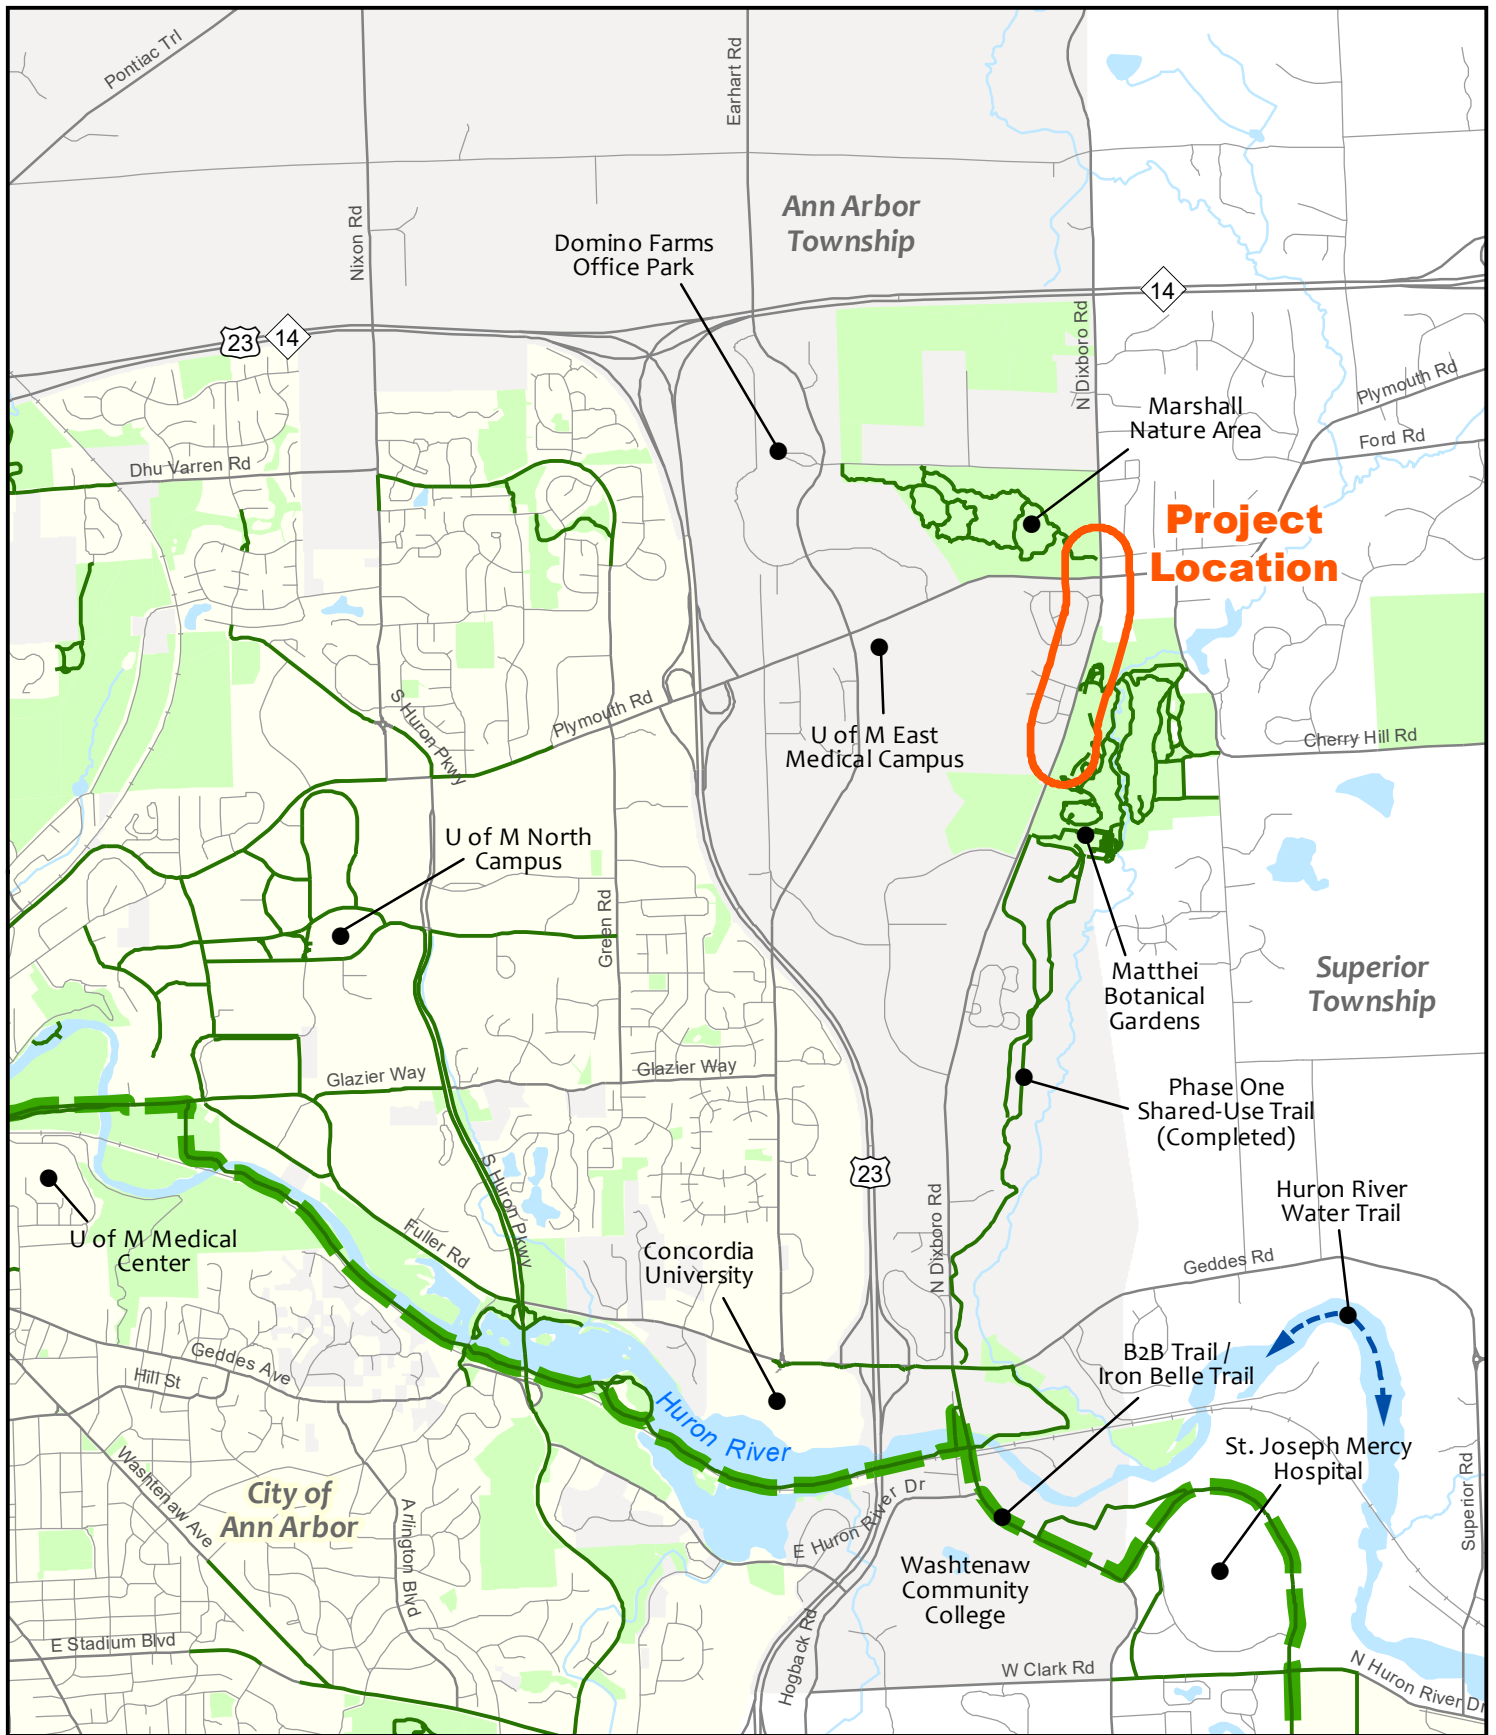 Pontiac Trl
Earhart Rd
Nixon Rd
Ann Arbor
Township
Domino Farms
Office Park
14
23
14
N Dixboro Rd
Plymouth Rd
Marshall
Nature Area
Ford Rd
Dhu Varren Rd
Project
Location
S Huron Pkwy
Plymouth Rd
U of M East
Medical Campus
Cherry Hill Rd
U of M North
Campus
Green Rd
Matthei
Botanical
Gardens
Superior
Township
Glazier Way
Glazier Way
Phase One
Shared-Use Trail
(Completed)
23
S Huron Pkwy
N Dixboro Rd
Huron River
Water Trail
U of M Medical
Center
Fuller Rd
Concordia
University
Geddes Rd
Geddes Ave
Hill St
B2B Trail /
Iron Belle Trail
Huron River
St. Joseph Mercy
Hospital
Washtenaw Ave
City of
Ann Arbor
Arlington Blvd
E Huron River Dr
Superior Rd
Washtenaw
Community
College
E Stadium Blvd
Hogback Rd
W Clark Rd
N Huron River Dr